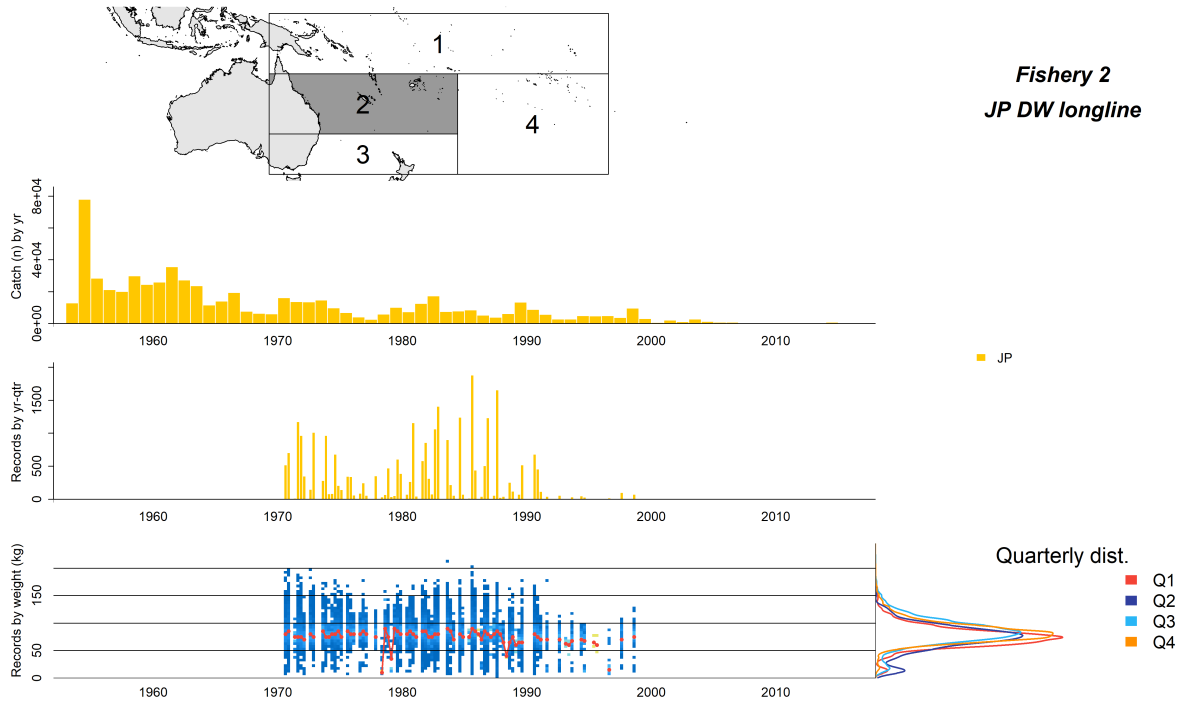 1
2
3
4
Fishery 2
JP DW longline
Catch (n) by yr
0e+00 4e+04 8e+04
1960 1970 1980 1990 2000 2010
JP
Records by yr-qtr
0 500 1500
1960 1970 1980 1990 2000 2010
Records by weight (kg)
0 50 150
1960 1970 1980 1990 2000 2010
Quarterly dist.
Q1
Q2
Q3
Q4